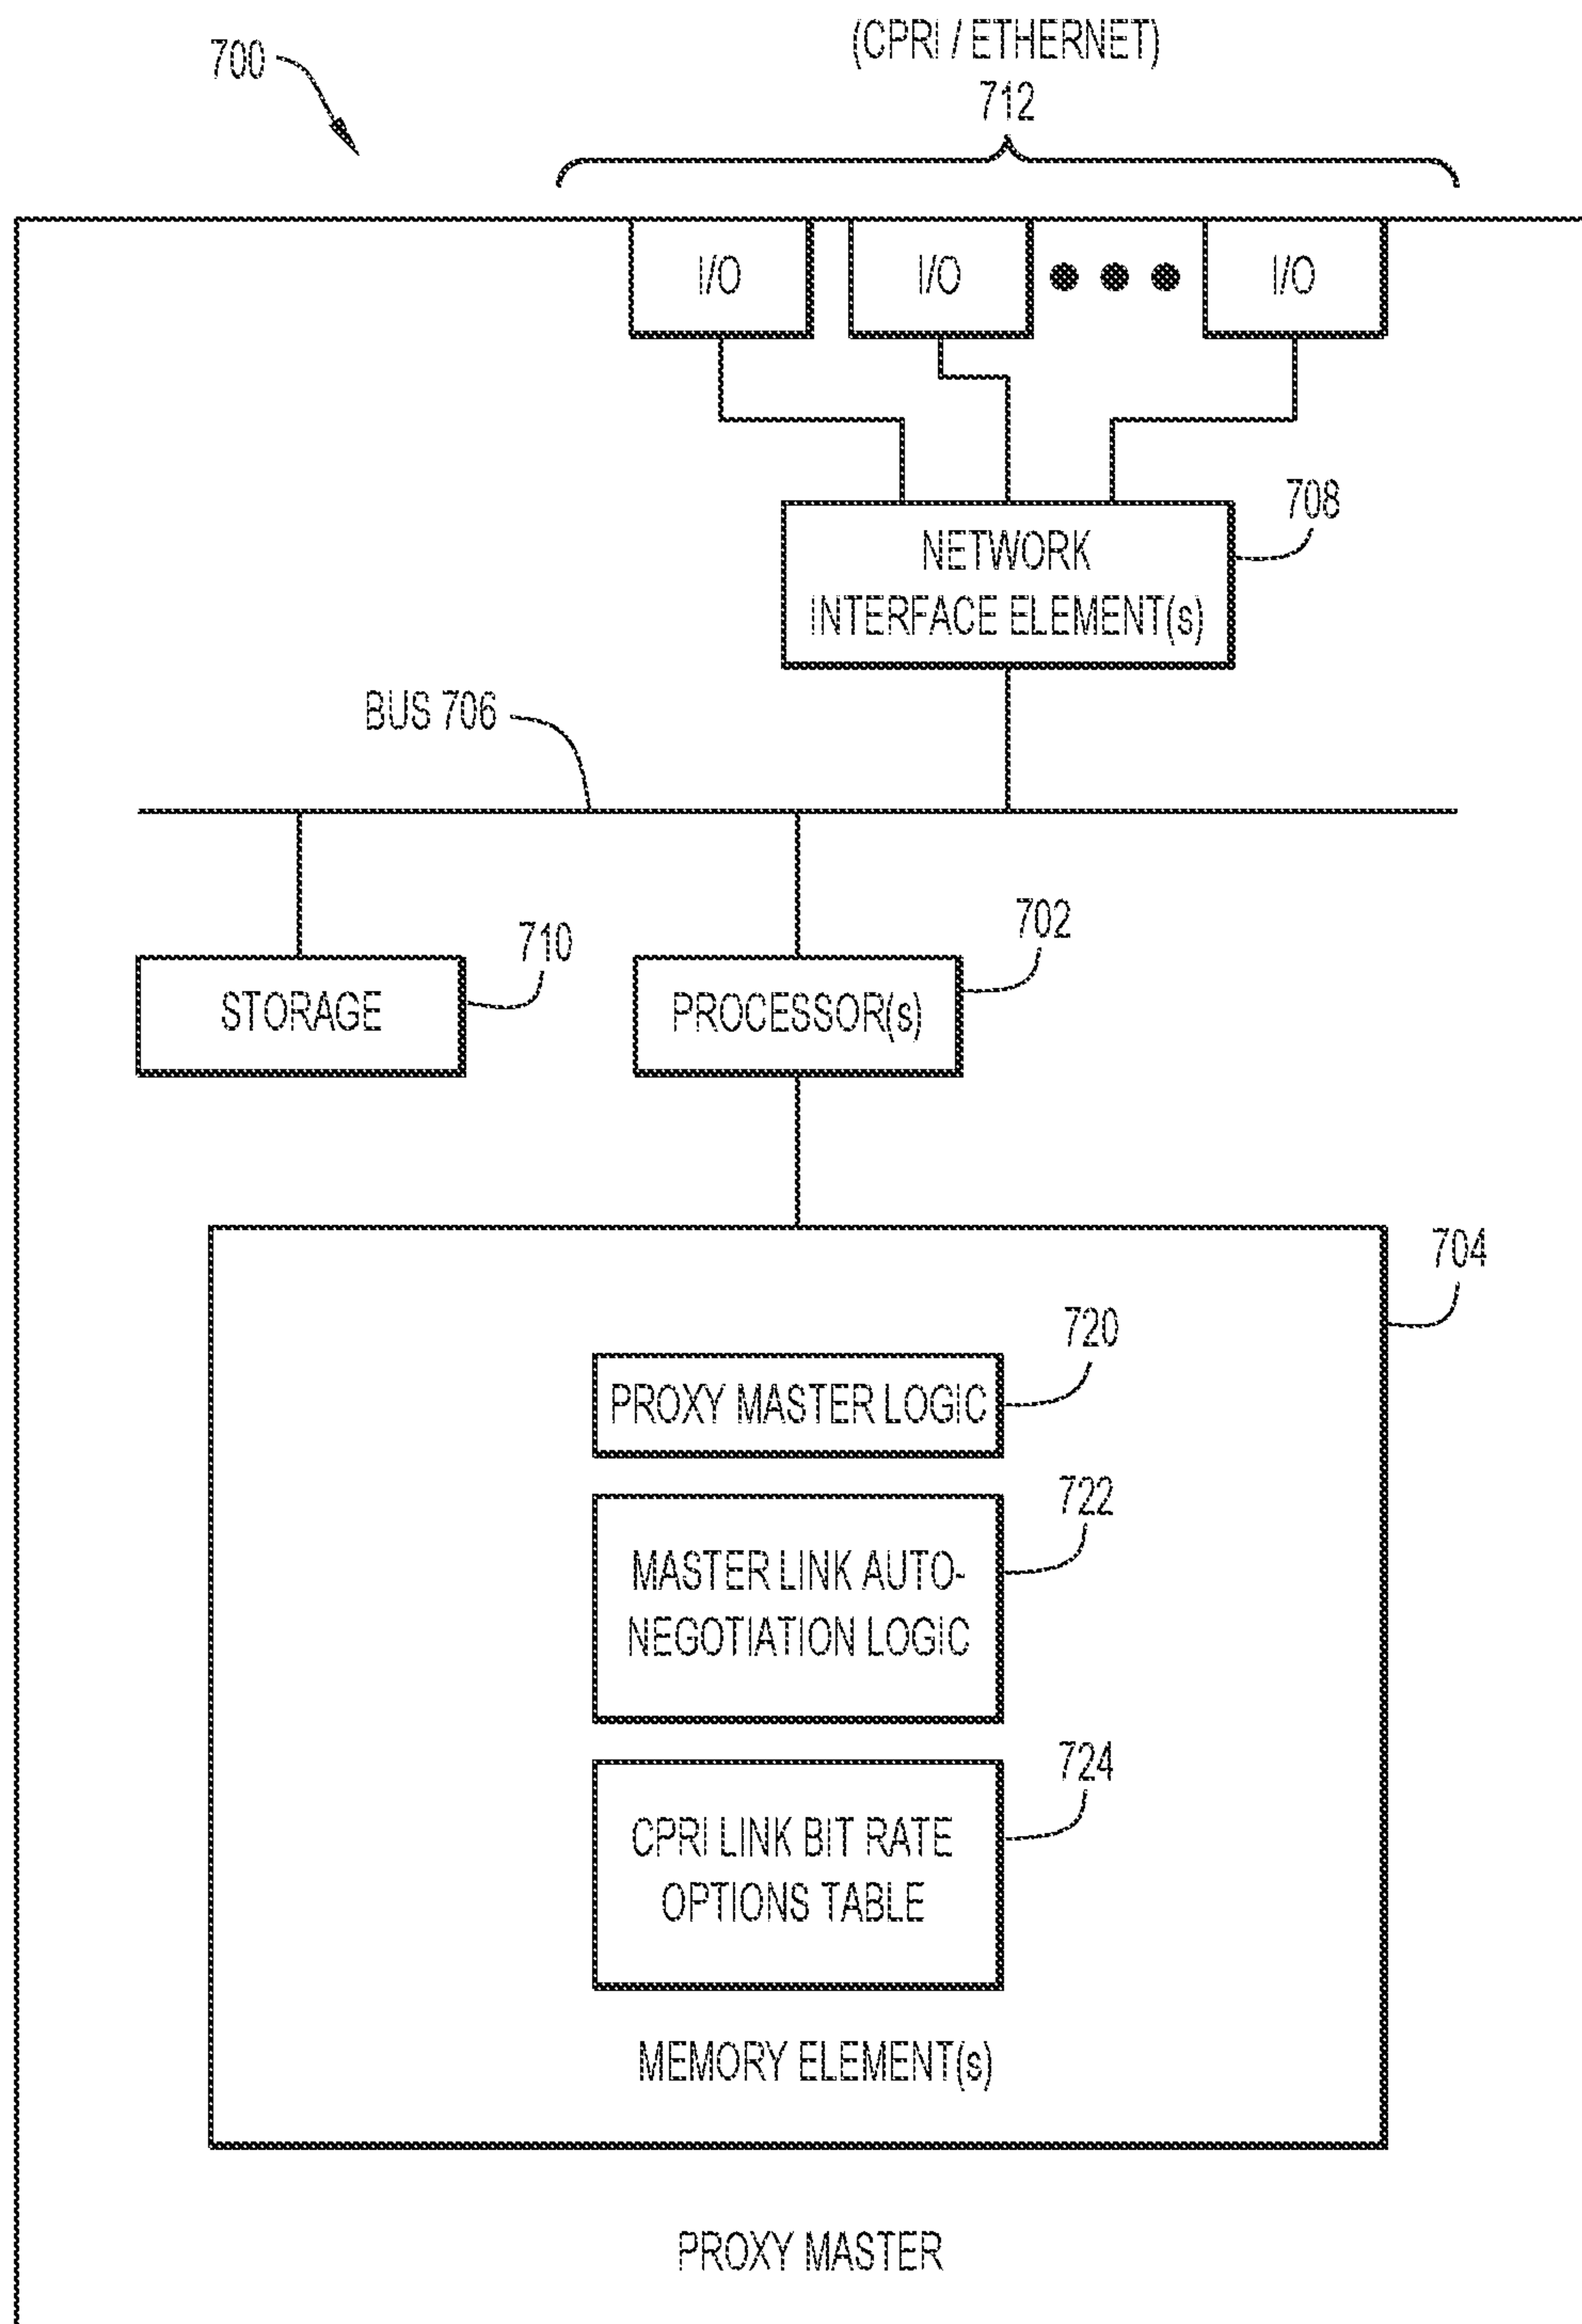 (CPRI / ETHERNET)
700
712
I/O
I/O
I/O
708
NETWORK
INTERFACE ELEMENT(s)
BUS 706
710
702
STORAGE
PROCESSOR(s)
704
720
PROXY MASTER LOGIC
722
MASTER LINK AUTO-
NEGOTIATION LOGIC
724
CPRI LINK BIT RATE
OPTIONS TABLE
MEMORY ELEMENT(s)
PROXY MASTER